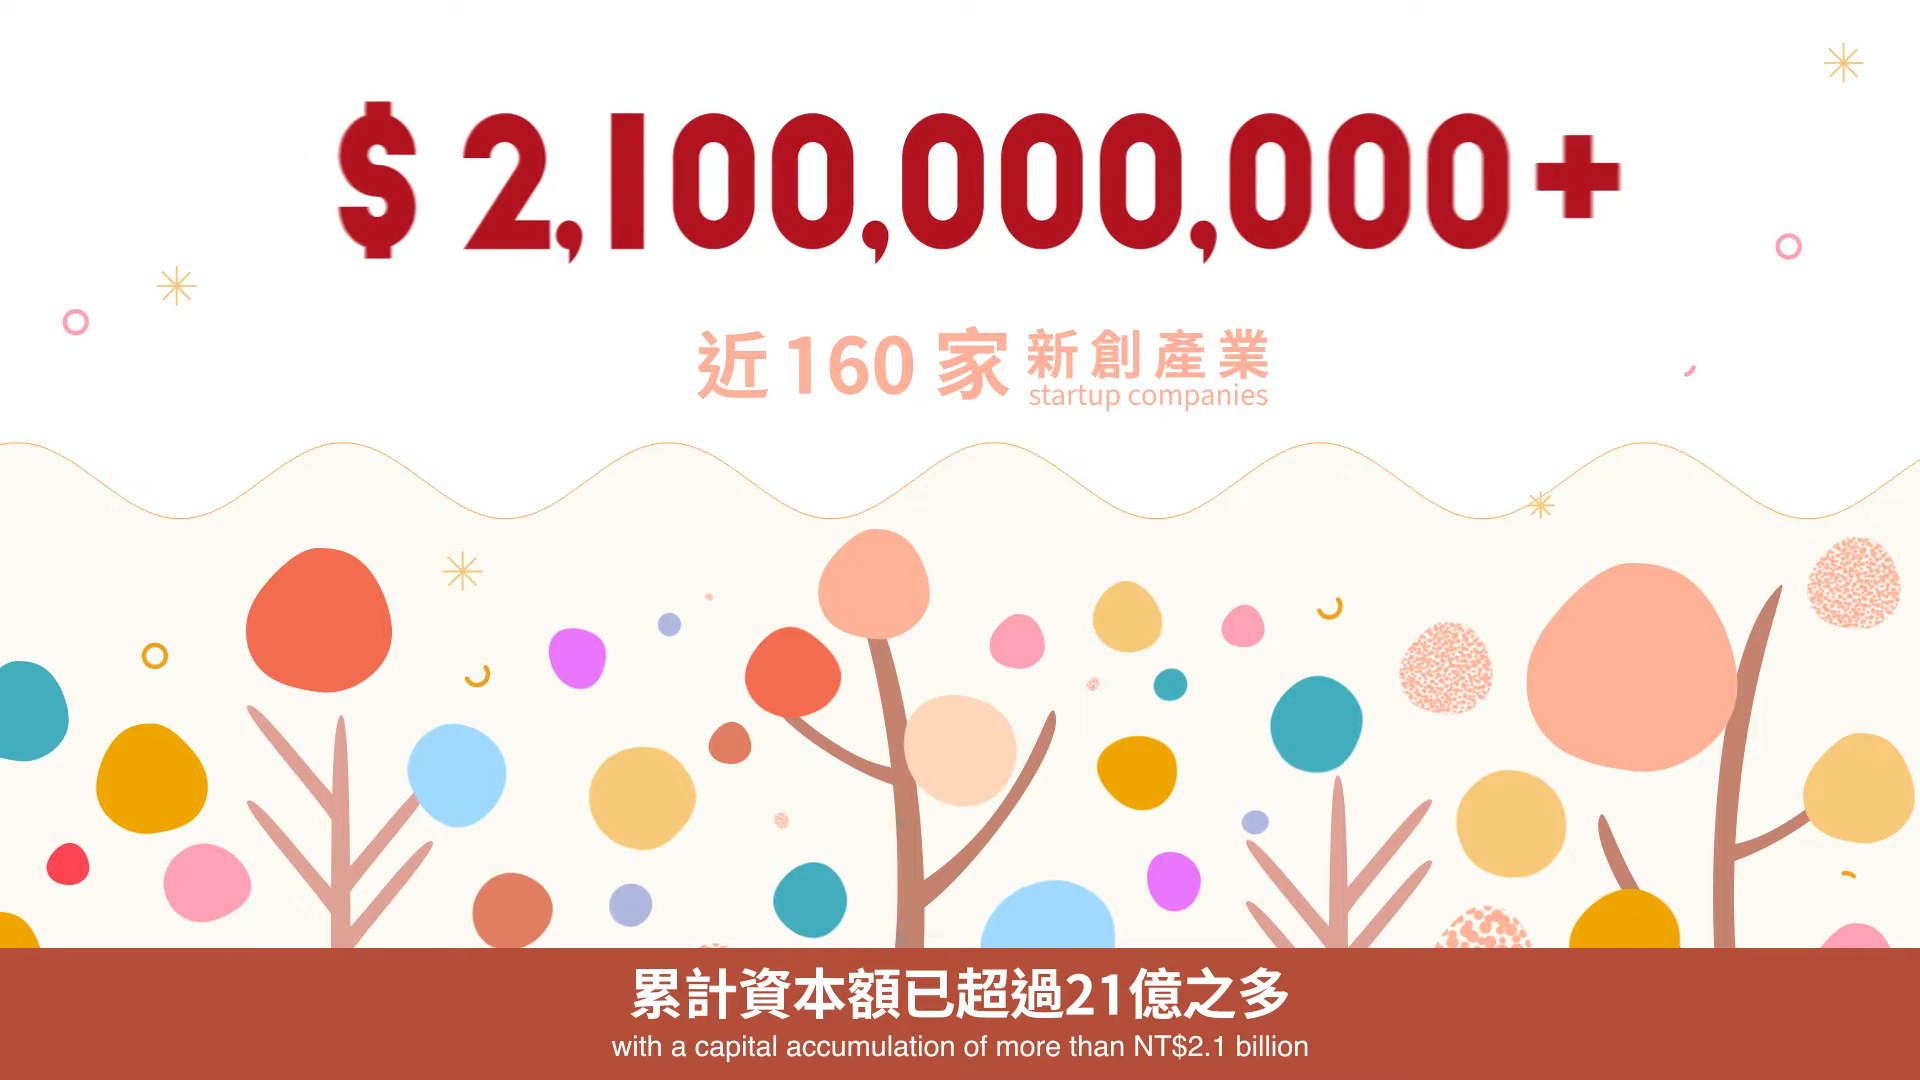 $ 2,100,000,000+
近 160 家 新創產業
startup companies
累計資本額已超過21億之多
with a capital accumulation of more than NT$2.1 billion